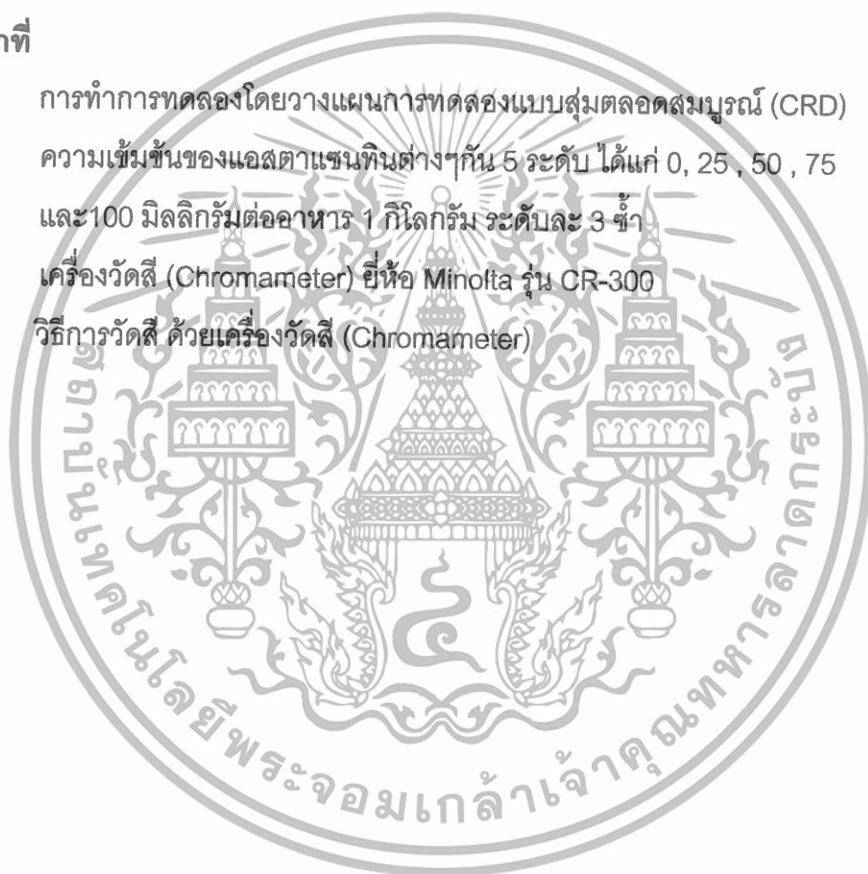 าที่
การทำการทดลองโดยวางแผนการทดลองแบบสุ่มตลอดสมบูรณ์ (CRD)
ความเข้มข้นของแอสตาแซนทินต่างๆกัน 5 ระดับ ได้แก่ 0, 25 , 50 , 75
และ100 มิลลิกรัมต่ออาหาร 1 กิโลกรัม ระดับละ 3 ซ้ำ
เครื่องวัดสี (Chromameter) ยี่ห้อ Minolta รุ่น CR-300
วิธีการวัดสี ด้วยเครื่องวัดสี (Chromameter)
สถาบันเทคโนโลยีพระจอมเกล้าเจ้าคุณทหารลาดกระบัง